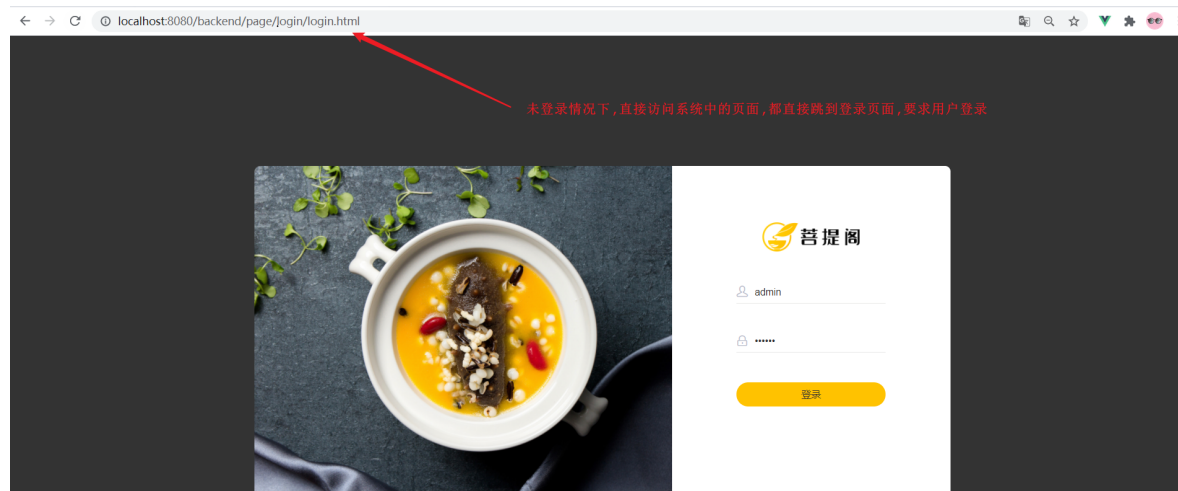 localhost:8080/backend/page/login/login.html
未登录情况下,直接访问系统中的页面,都直接跳到登录页面,要求用户登录
菩提阁
admin
••••••
登录